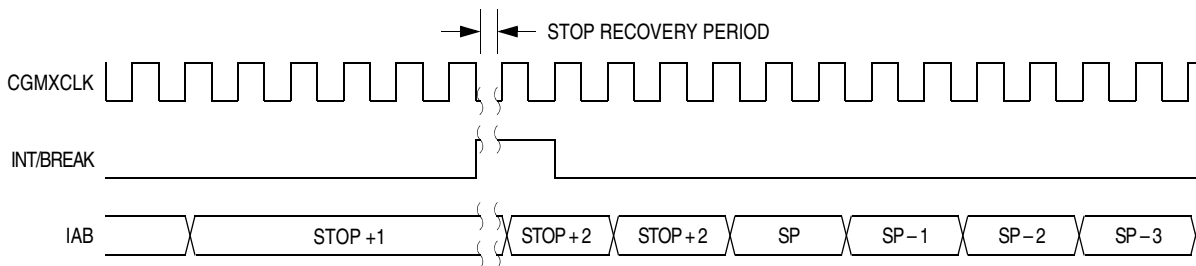 STOP RECOVERY PERIOD
CGMXCLK
INT/BREAK
IAB
STOP +1
STOP + 2
STOP + 2
SP
SP – 1
SP – 2
SP – 3